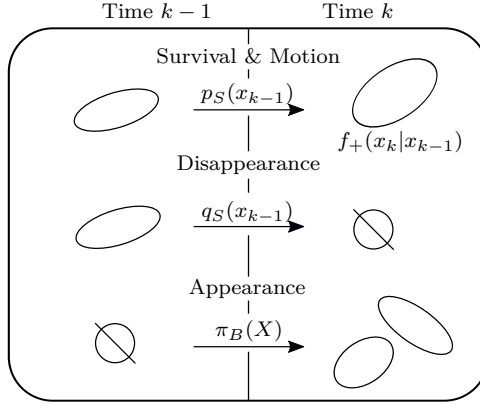 Time k − 1 Time k
Survival & Motion
p_S(x_{k−1})
f_+(x_k|x_{k−1})
Disappearance
q_S(x_{k−1})
Appearance
π_B(X)